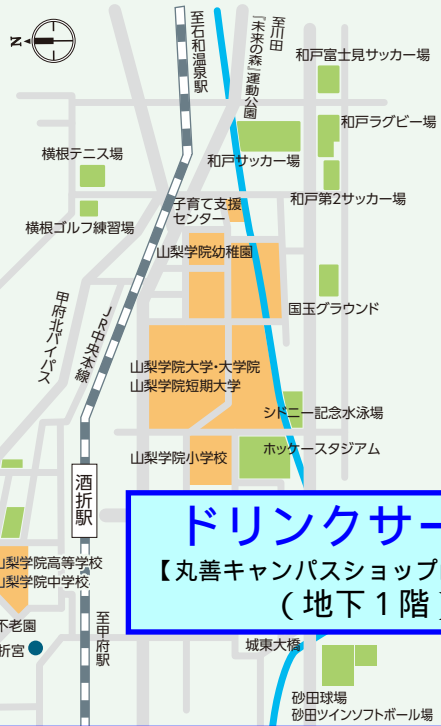 N
至石和温泉駅
至川田
『未来の森』運動公園
和戸富士見サッカー場
和戸ラグビー場
和戸サッカー場
和戸第2サッカー場
横根テニス場
横根ゴルフ練習場
子育て支援
センター
山梨学院幼稚園
国玉グラウンド
甲府北バイパス
JR中央本線
山梨学院大学・大学院
山梨学院短期大学
シドニー記念水泳場
ホッケースタジアム
山梨学院小学校
酒折駅
ドリンクサー
【丸善キャンパスショップ
（地下1階）
山梨学院高等学校
山梨学院中学校
不老園
折宮
至甲府駅
城東大橋
砂田球場
砂田ツインソフトボール場